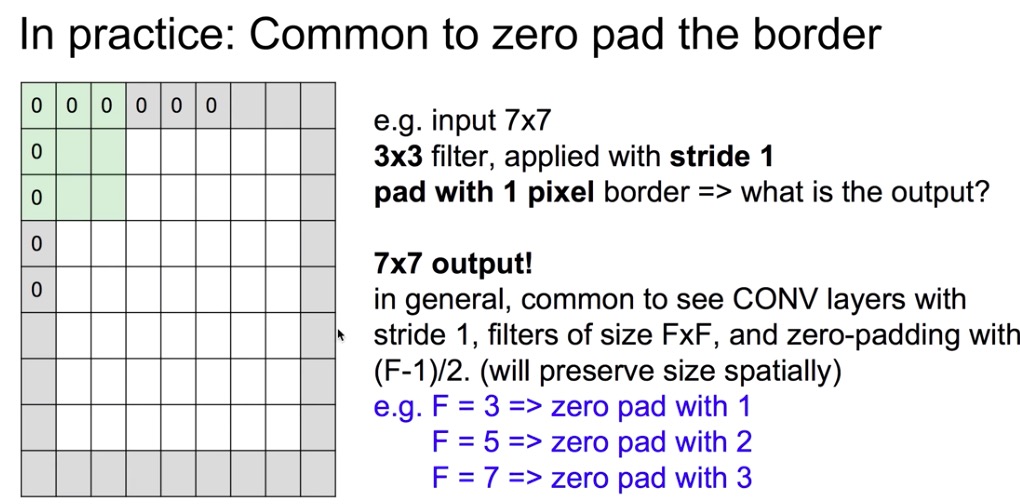 In practice: Common to zero pad the border
0 0 0 0 0 0
0
0
0
0
e.g. input 7x7
3x3 filter, applied with stride 1
pad with 1 pixel border => what is the output?
7x7 output!
in general, common to see CONV layers with
stride 1, filters of size FxF, and zero-padding with
(F-1)/2. (will preserve size spatially)
e.g. F = 3 => zero pad with 1
F = 5 => zero pad with 2
F = 7 => zero pad with 3